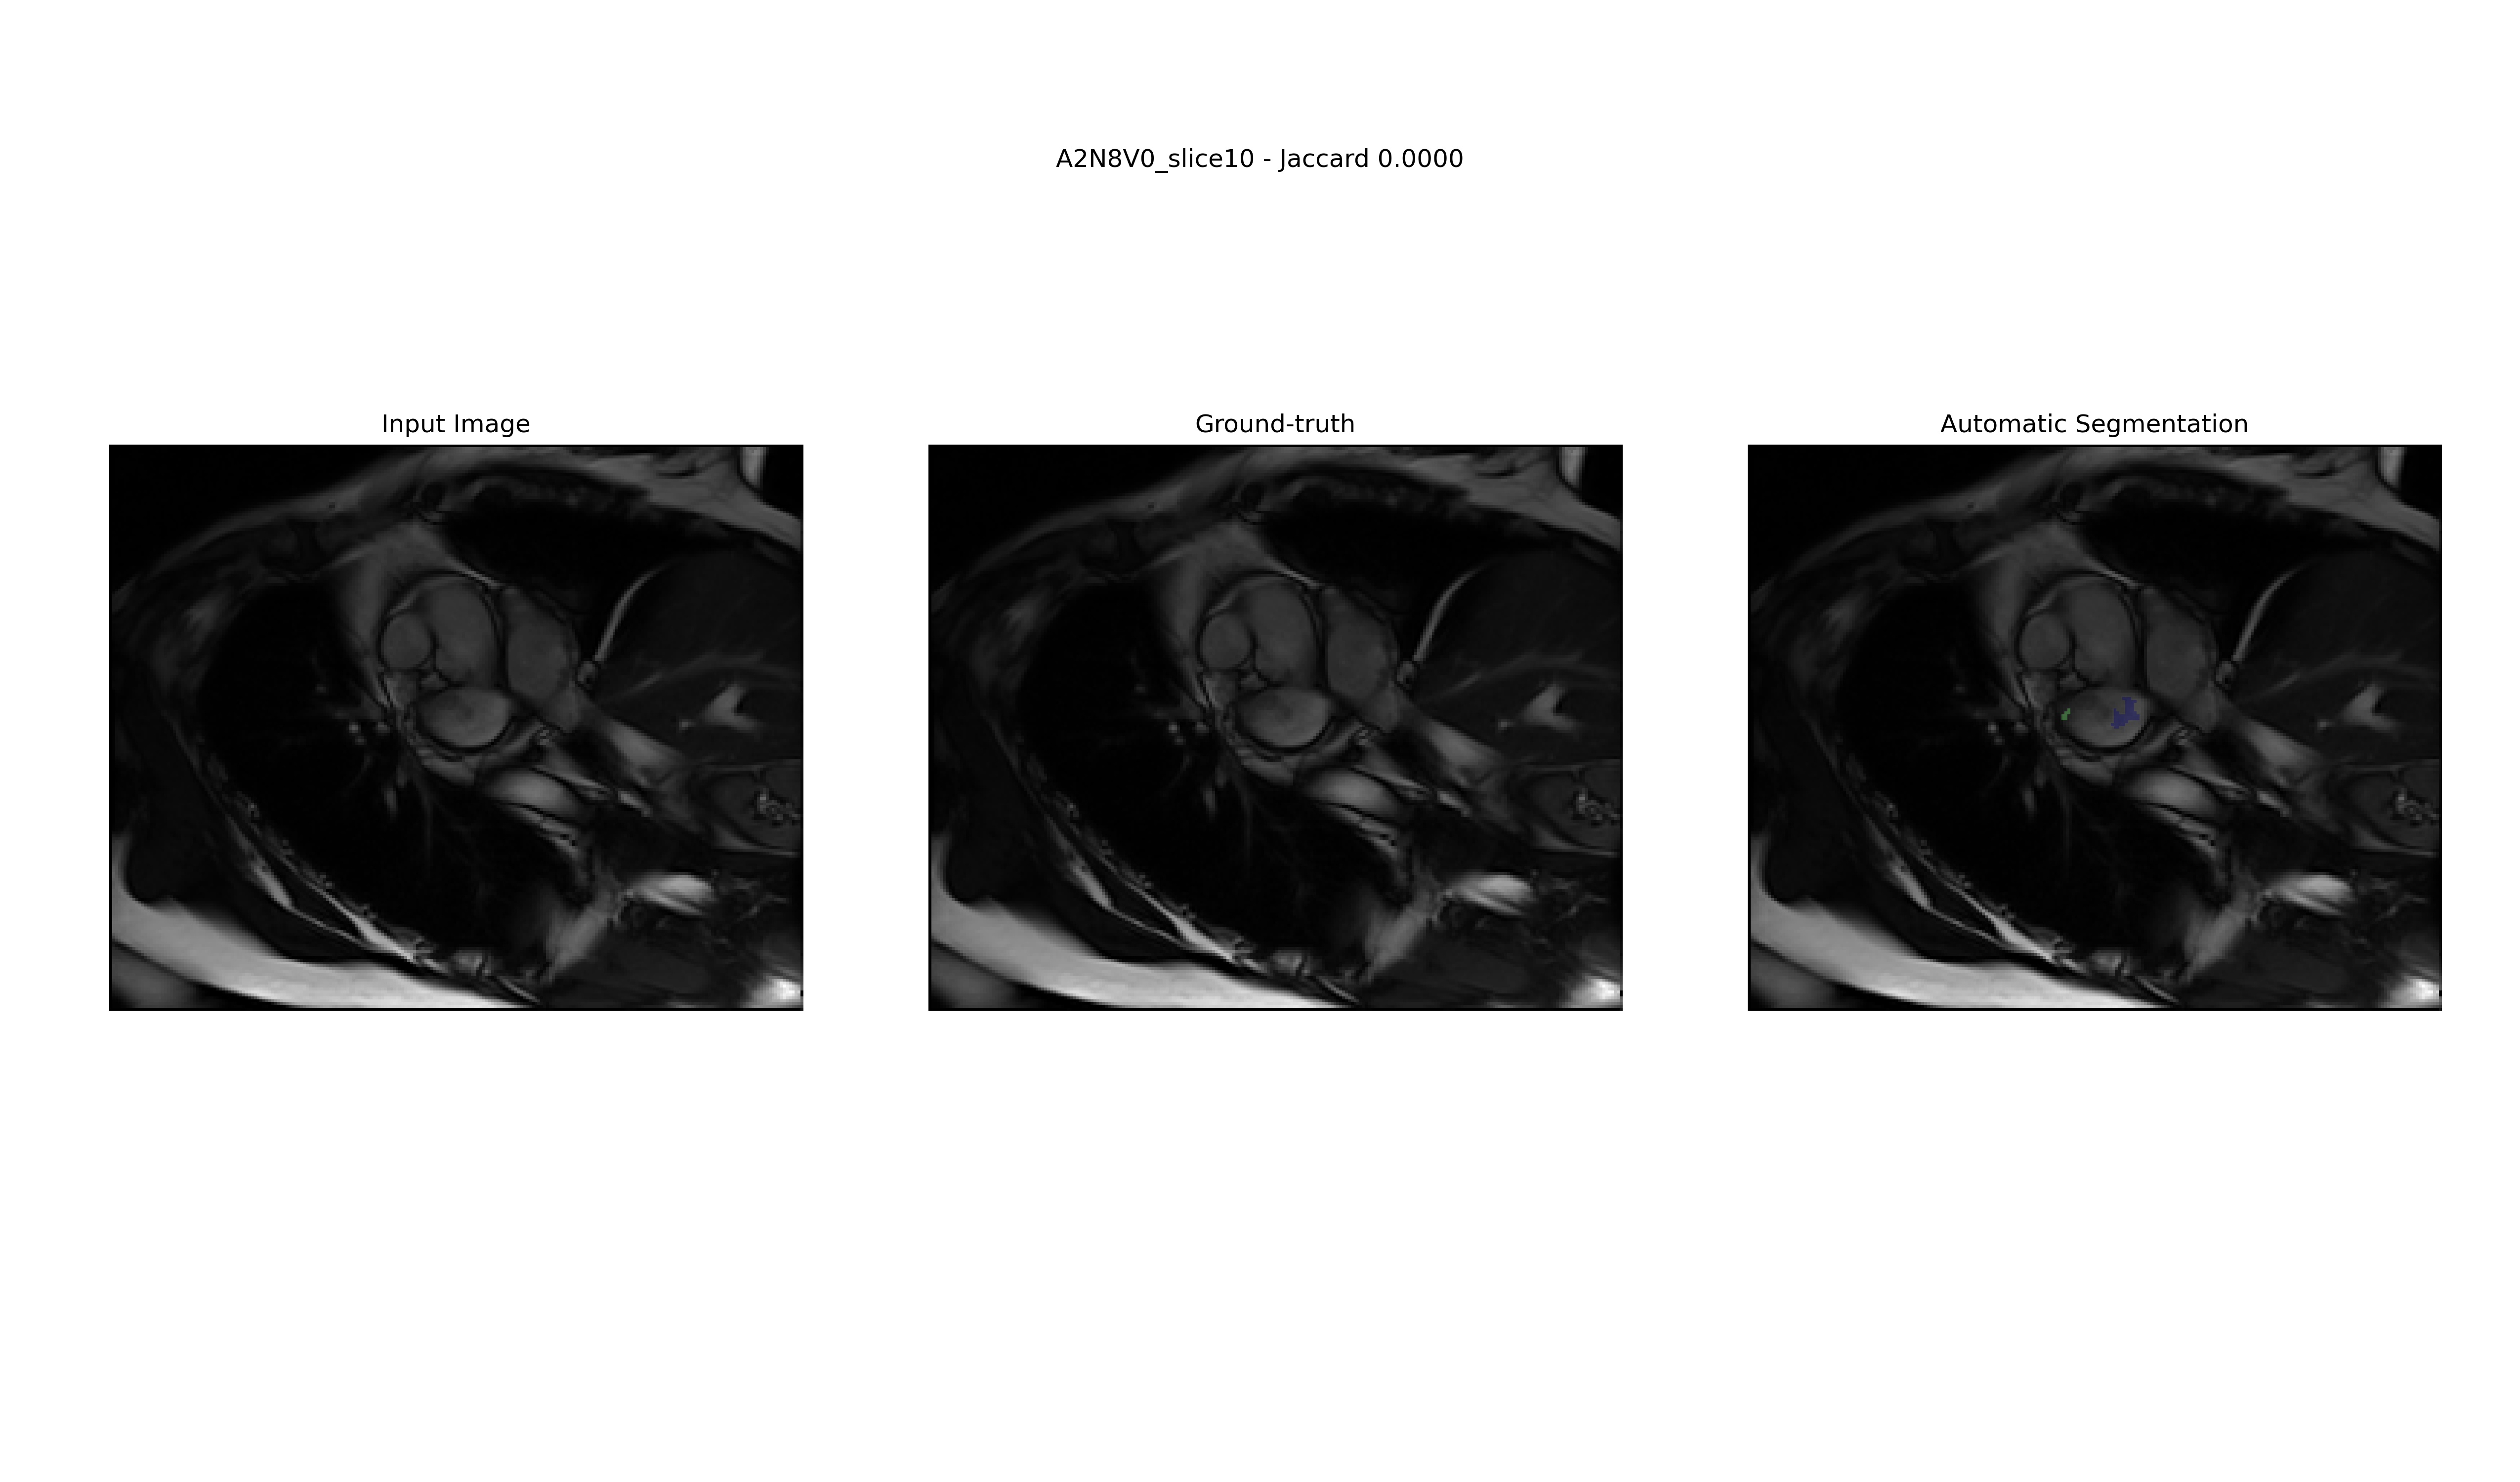 A2N8V0_slice10 - Jaccard 0.0000
Input Image
Ground-truth
Automatic Segmentation